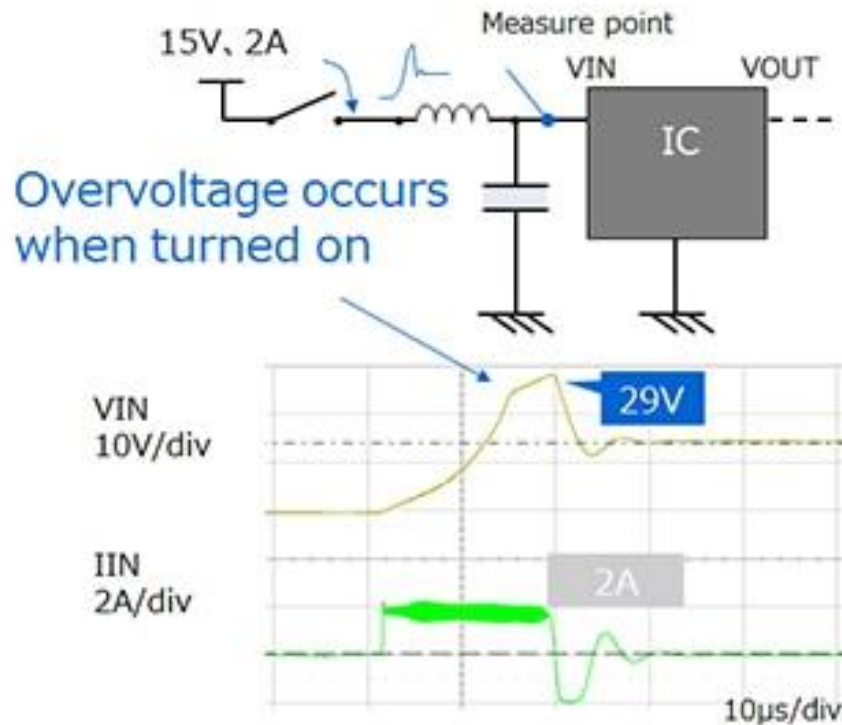 Measure point
15V、2A
VIN
VOUT
IC
Overvoltage occurs
when turned on
VIN
10V/div
29V
IIN
2A/div
2A
10μs/div